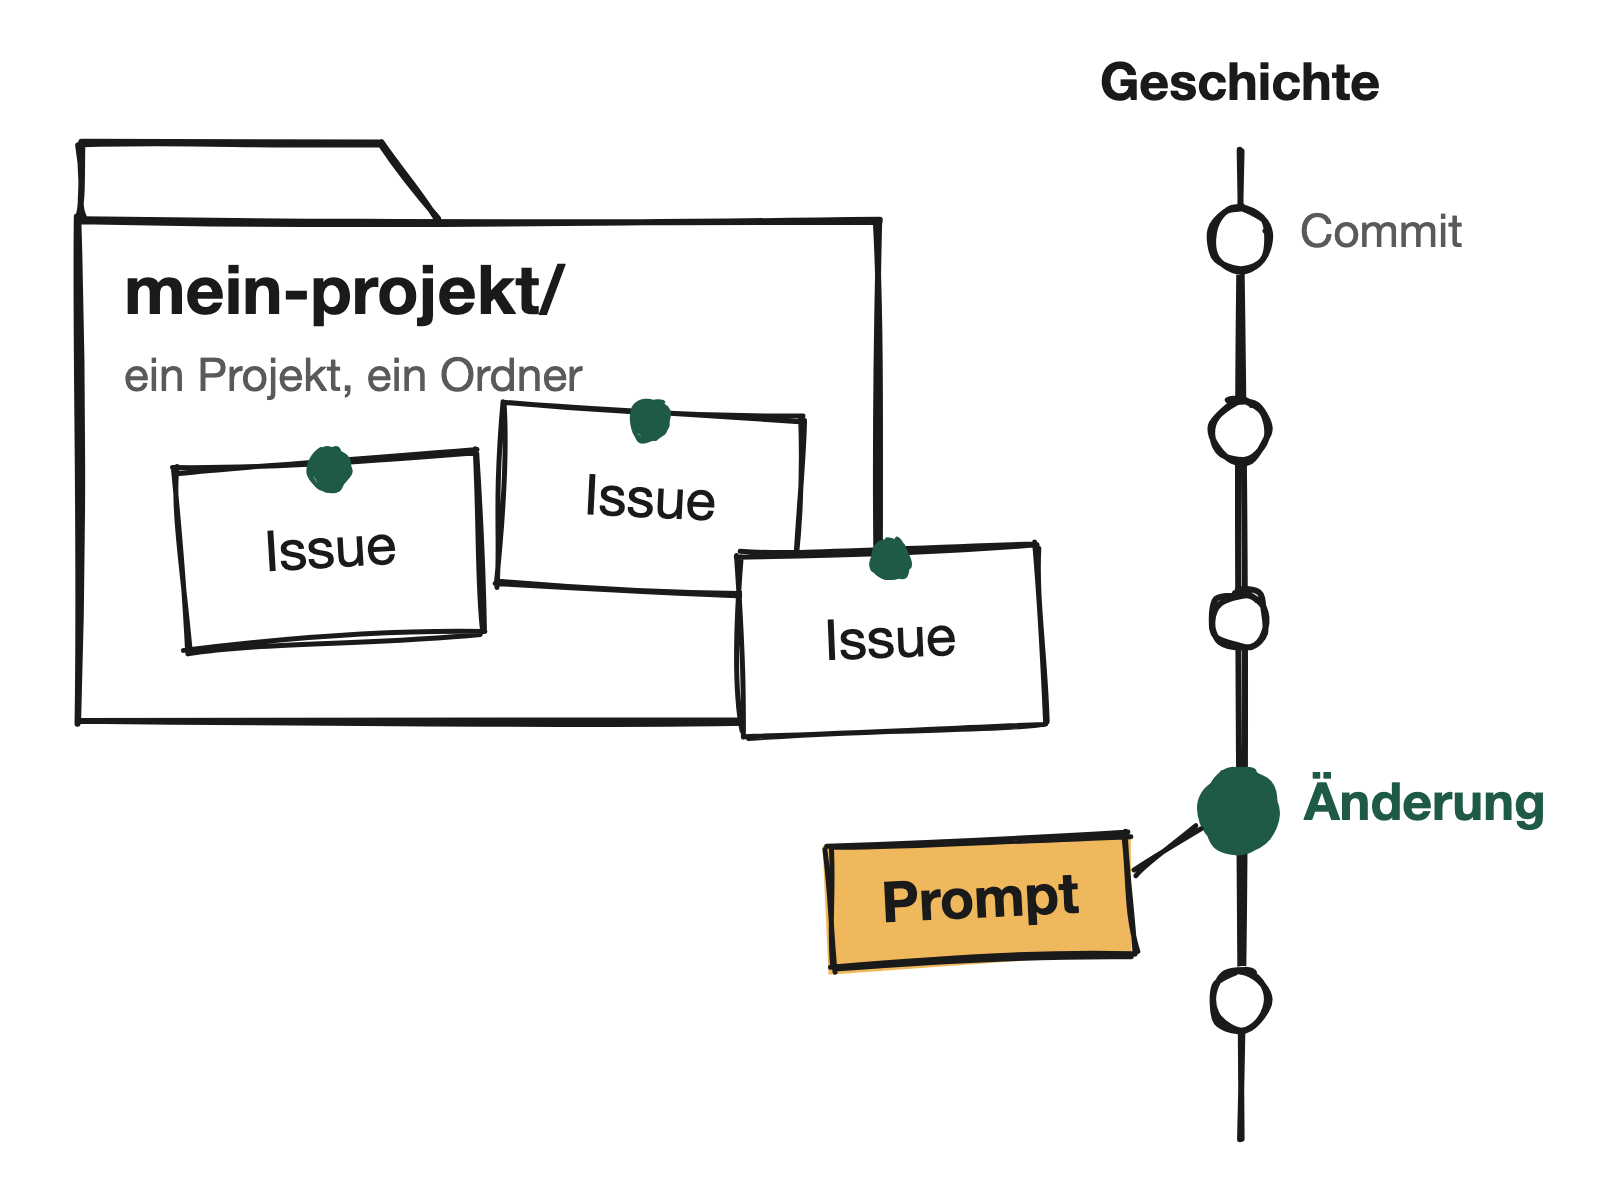 Geschichte
Commit
mein-projekt/
ein Projekt, ein Ordner
Issue
Issue
Issue
Änderung
Prompt